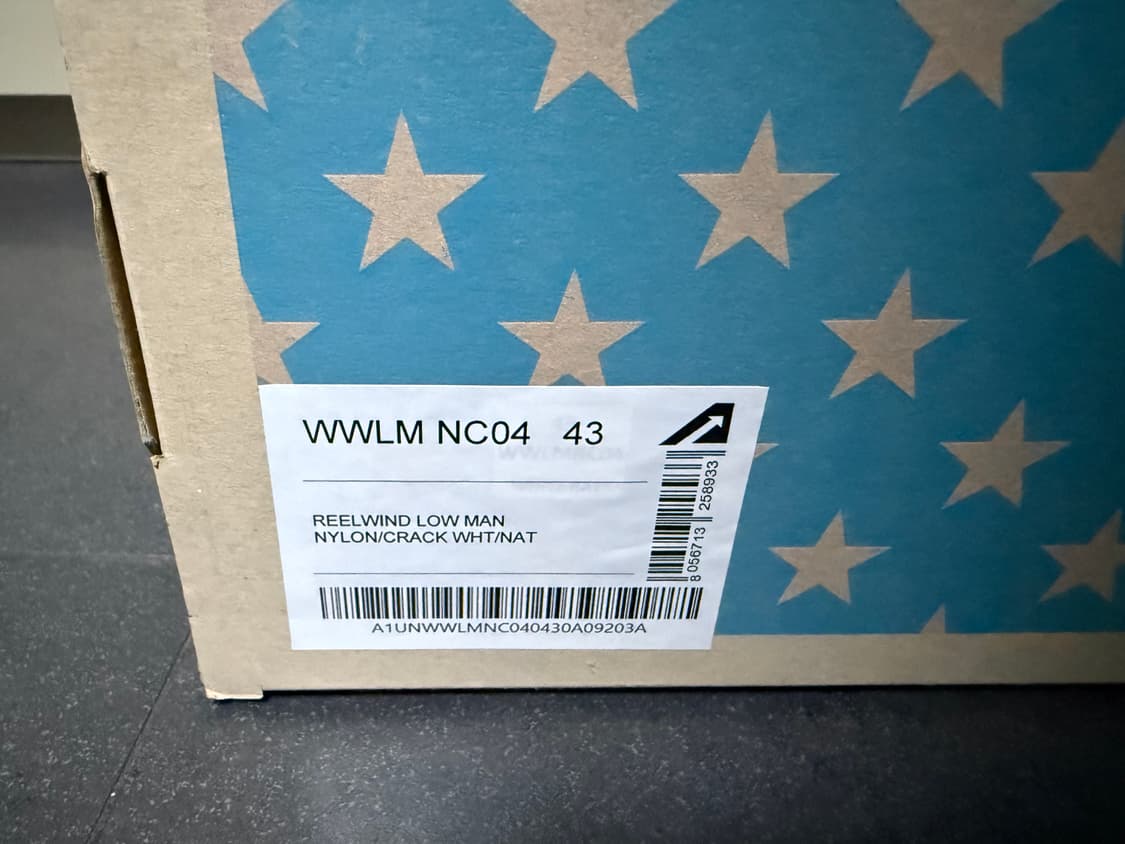 WWLM NC04 43
REELWIND LOW MAN
NYLON/CRACK WHT/NAT
8 056713 258933
A1UNWWLMNC040430A09203A